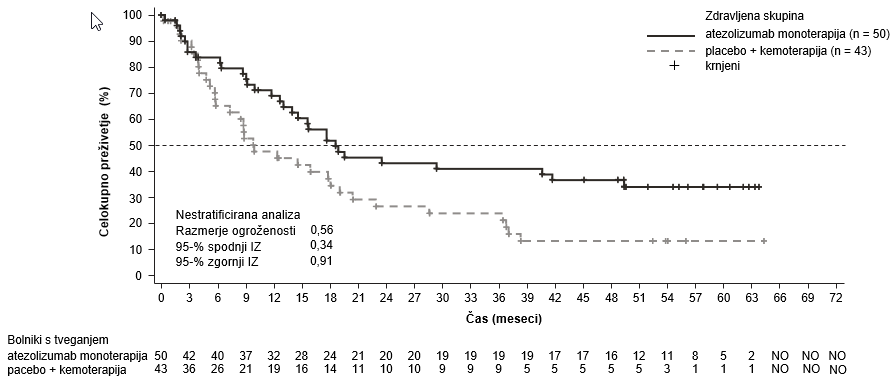 Zdravljena skupina
atezolizumab monoterapija (n = 50)
placebo + kemoterapija (n = 43)
krnjeni
Celokupno preživetje (%)
100
90
80
70
60
50
40
30
20
10
0
Nestratificirana analiza
Razmerje ogroženosti 0,56
95-% spodnji IZ 0,34
95-% zgornji IZ 0,91
0 3 6 9 12 15 18 21 24 27 30 33 36 39 42 45 48 51 54 57 60 63 66 69 72
Čas (meseci)
Bolniki s tveganjem
atezolizumab monoterapija 50 42 40 37 32 28 24 21 20 20 19 19 19 19 17 17 16 12 11 8 5 2 NO NO NO
pacebo + kemoterapija 43 36 26 21 19 16 14 11 10 10 9 9 9 5 5 5 5 5 3 1 1 1 NO NO NO